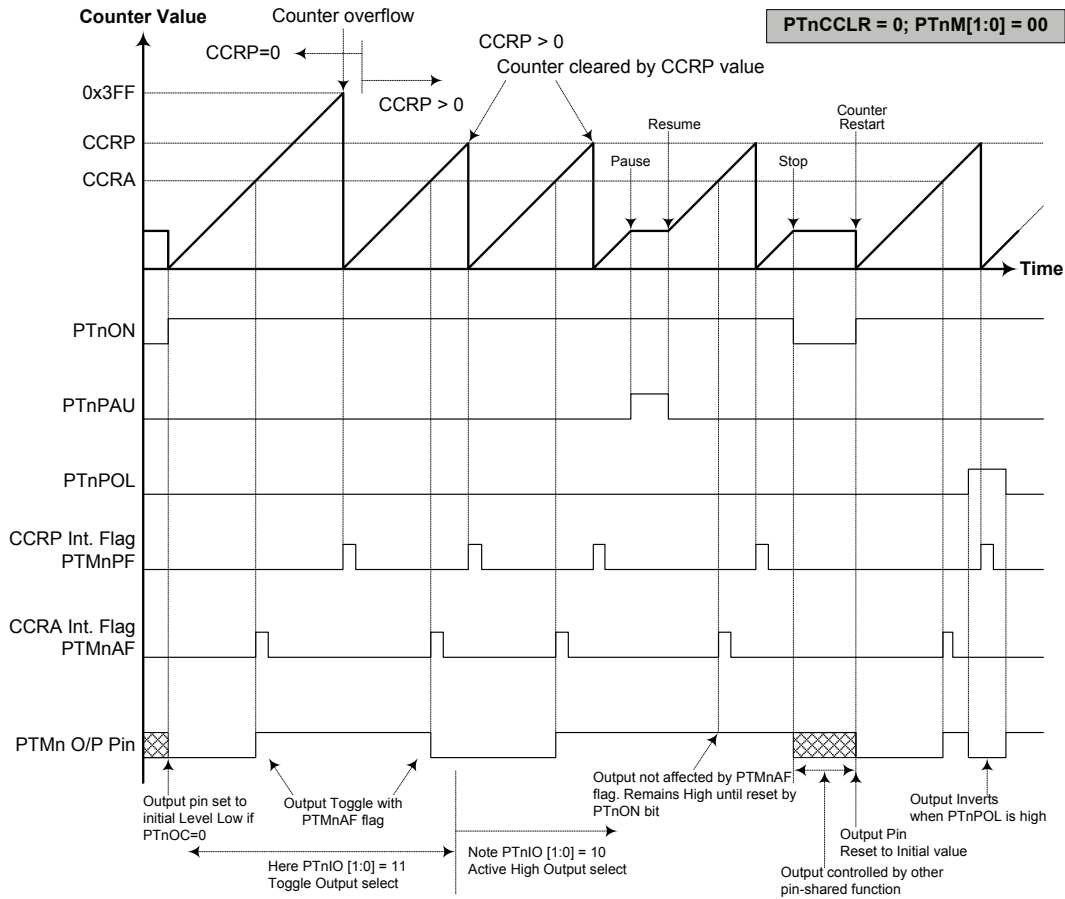 Counter Value
Counter overflow
PTnCCLR = 0; PTnM[1:0] = 00
CCRP=0
CCRP > 0
CCRP > 0
Counter cleared by CCRP value
0x3FF
CCRP
CCRA
Pause
Resume
Stop
Counter
Restart
Time
PTnON
PTnPAU
PTnPOL
CCRP Int. Flag
PTMnPF
CCRA Int. Flag
PTMnAF
PTMn O/P Pin
Output pin set to
initial Level Low if
PTnOC=0
Output Toggle with
PTMnAF flag
Here PTnIO [1:0] = 11
Toggle Output select
Note PTnIO [1:0] = 10
Active High Output select
Output not affected by PTMnAF
flag. Remains High until reset by
PTnON bit
Output controlled by other
pin-shared function
Output Pin
Reset to Initial value
Output Inverts
when PTnPOL is high